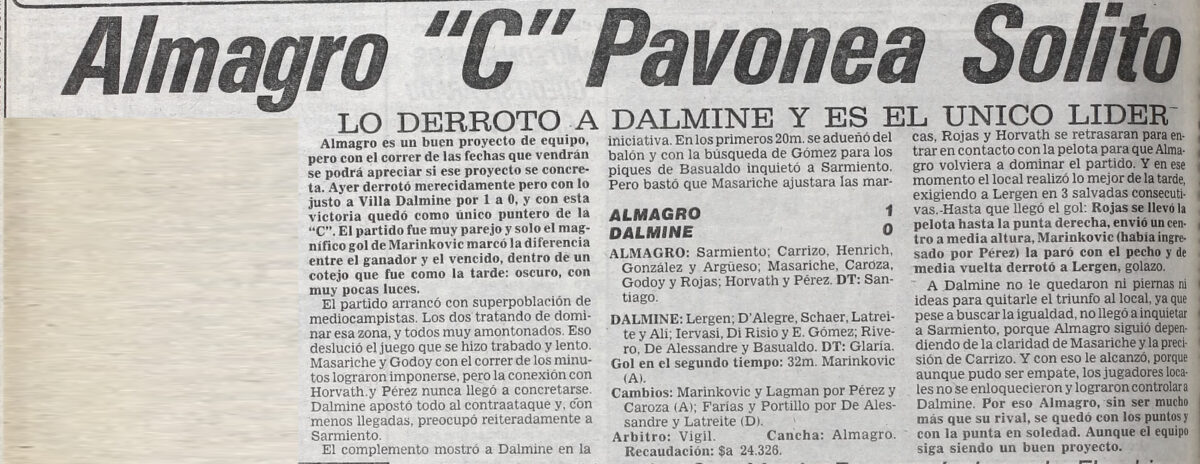 Almagro "C" Pavonea Solito
LO DERROTO A DALMINE Y ES EL UNICO LIDER
Almagro es un buen proyecto de equipo,
pero con el correr de las fechas que vendrán
se podrá apreciar si ese proyecto se concre-
ta. Ayer derrotó merecidamente pero con lo
justo a Villa Dalmine por 1 a 0, y con esta
victoria quedó como único puntero de la
"C". El partido fue muy parejo y solo el mag-
nífico gol de Marinkovic marcó la diferencia
entre el ganador y el vencido, dentro de un
cotejo que fue como la tarde: oscuro, con
muy pocas luces.
El partido arrancó con superpoblación de
mediocampistas. Los dos tratando de domi-
nar esa zona, y todos muy amontonados. Eso
deslució el juego que se hizo trabado y lento.
Masariche y Godoy con el correr de los minu-
tos lograron imponerse, pero la conexión con
Horvath.y Pérez nunca llegó a concretarse.
Dalmine apostó todo al contraataque y, con
menos llegadas, preocupó reiteradamente a
Sarmiento.
El complemento mostró a Dalmine en la
iniciativa. En los primeros 20m. se adueñó del
balón y con la búsqueda de Gómez para los
piques de Basualdo inquietó a Sarmiento.
Pero bastó que Masariche ajustara las mar-
ALMAGRO 1
DALMINE 0
ALMAGRO: Sarmiento; Carrizo, Henrich,
González y Argüeso; Masariche, Caroza,
Godoy y Rojas; Horvath y Pérez. DT: San-
tiago.
DALMINE: Lergen; D'Alegre, Schaer, Latrei-
te y Ali; Iervasi, Di Risio y E. Gómez; Rive-
ro, De Alessandre y Basualdo. DT: Glaría.
Gol en el segundo tiempo: 32m. Marinkovic
(A).
Cambios: Marinkovic y Lagman por Pérez y
Caroza (A); Farías y Portillo por De Ales-
sandre y Latreite (D).
Arbitro: Vigil. Cancha: Almagro.
Recaudación: $a 24.326.
cas, Rojas y Horvath se retrasaran para en-
trar en contacto con la pelota para que Alma-
gro volviera a dominar el partido. Y en ese
momento el local realizó lo mejor de la tarde,
exigiendo a Lergen en 3 salvadas consecuti-
vas.-Hasta que llegó el gol: Rojas se llevó la
pelota hasta la punta derecha, envió un cen-
tro a media altura, Marinkovic (había ingre-
sado por Pérez) la paró con el pecho y de
media vuelta derrotó a Lergen, golazo.
A Dalmine no le quedaron ni piernas ni
ideas para quitarle el triunfo al local, ya que
pese a buscar la igualdad, no llegó a inquietar
a Sarmiento, porque Almagro siguió depen-
diendo de la claridad de Masariche y la preci-
sión de Carrizo. Y con eso le alcanzó, porque
aunque pudo ser empate, los jugadores loca-
les no se enloquecieron y lograron controlar a
Dalmine. Por eso Almagro, sin ser mucho
más que su rival, se quedó con los puntos y
con la punta en soledad. Aunque el equipo
siga siendo un buen proyecto.